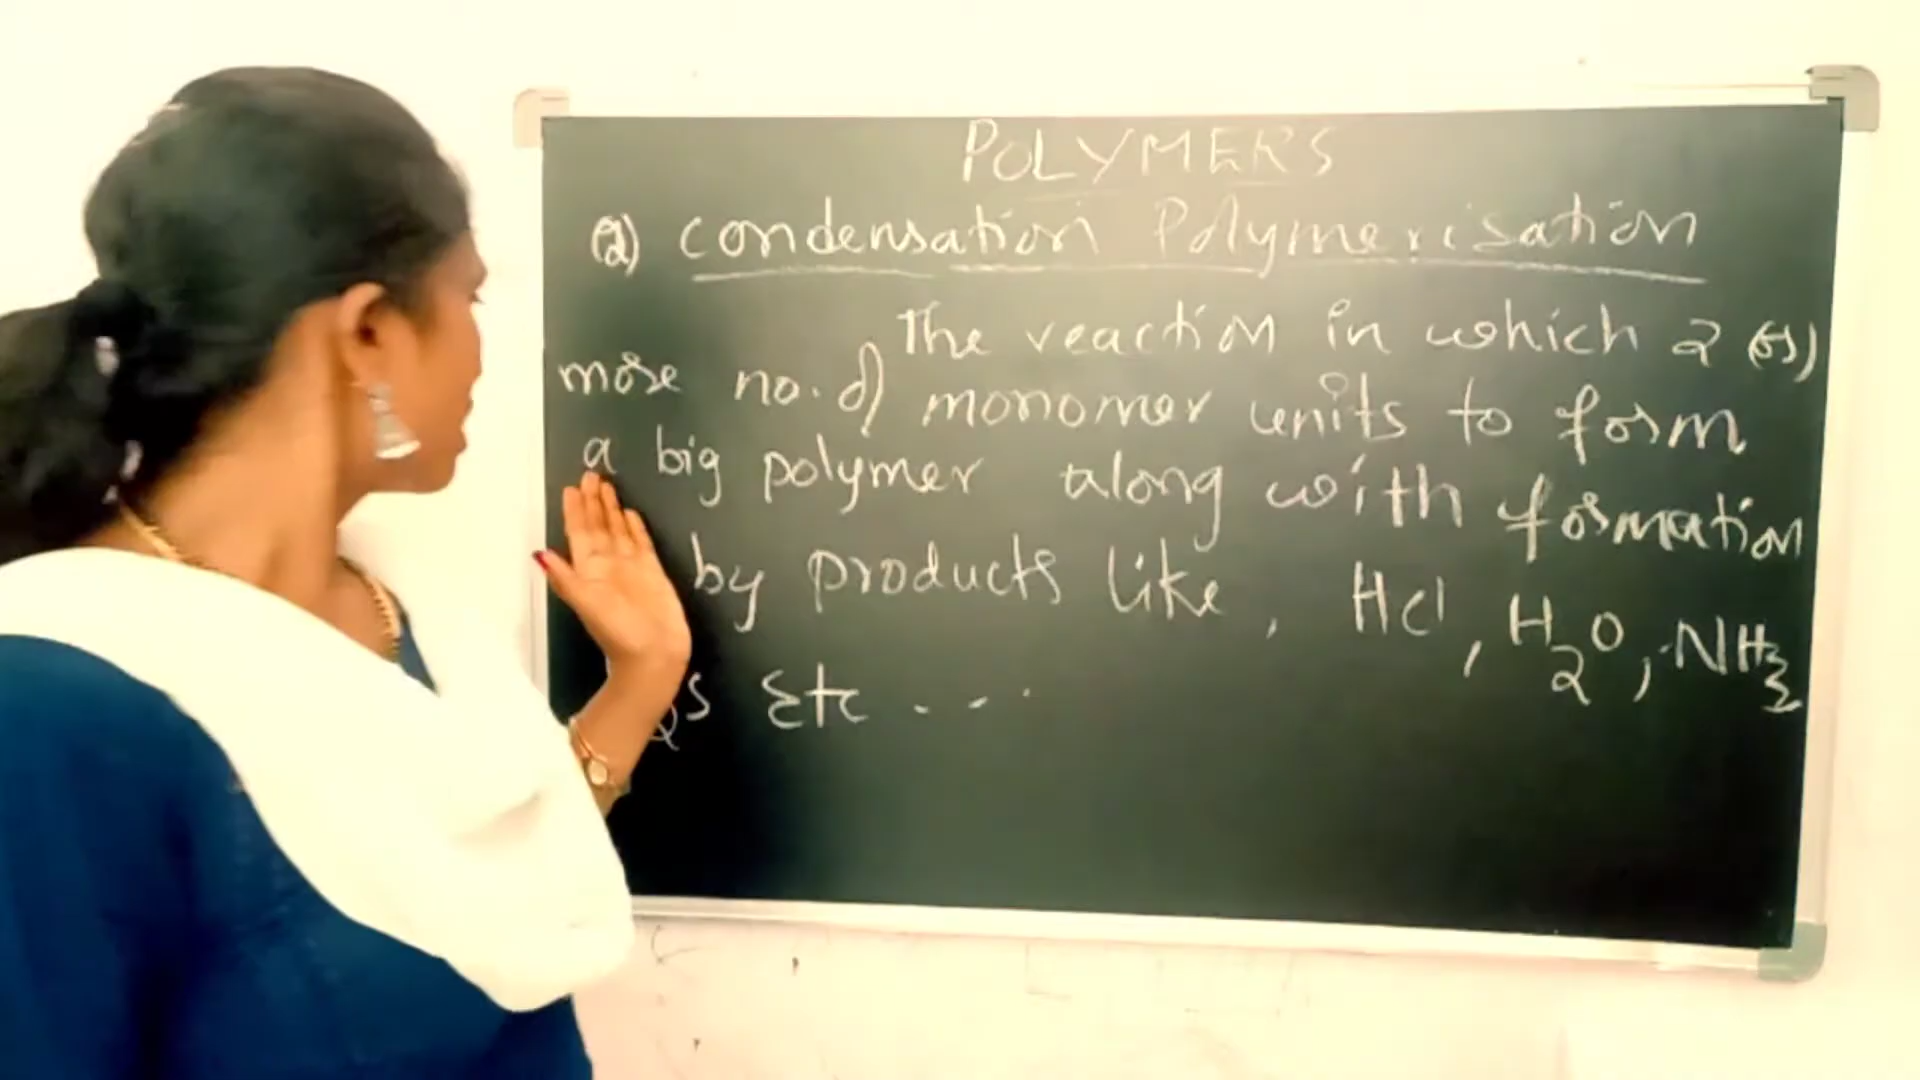 POLYMERS
(2) Condensation Polymerisation
The reaction in which 2 (or)
more no. of monomer units to form
a big polymer along with formation
by products like, HCl, H2O, NH3
S Etc ...